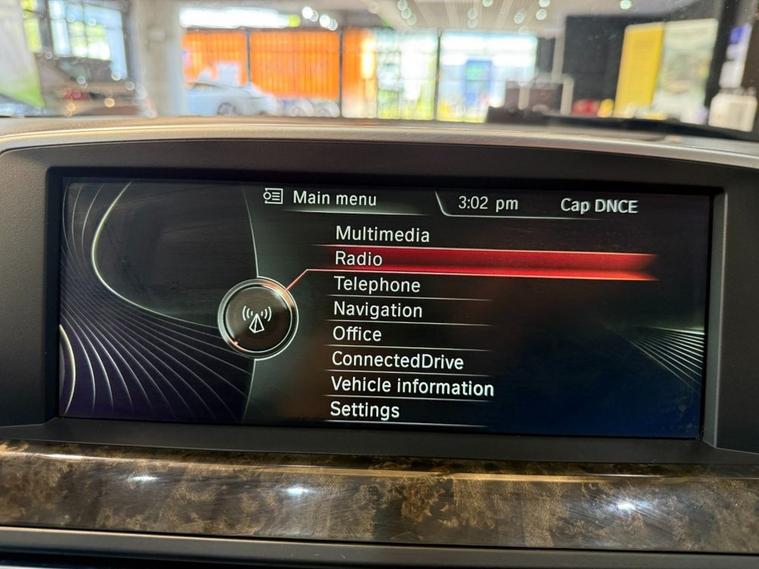 Main menu 3:02 pm Cap DNCE
Multimedia
Radio
Telephone
Navigation
Office
ConnectedDrive
Vehicle information
Settings